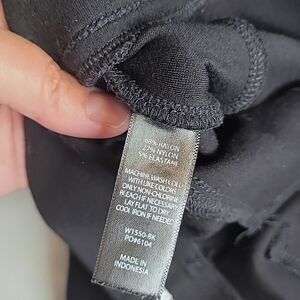 68% RAYON
27% NYLON
5% ELASTANE
MACHINE WASH COLD
WITH LIKE COLORS
ONLY NON-CHLORINE
BLEACH IF NECESSARY
LAY FLAT TO DRY
COOL IRON IF NEEDED
W1550-BK
PO#6104
MADE IN
INDONESIA